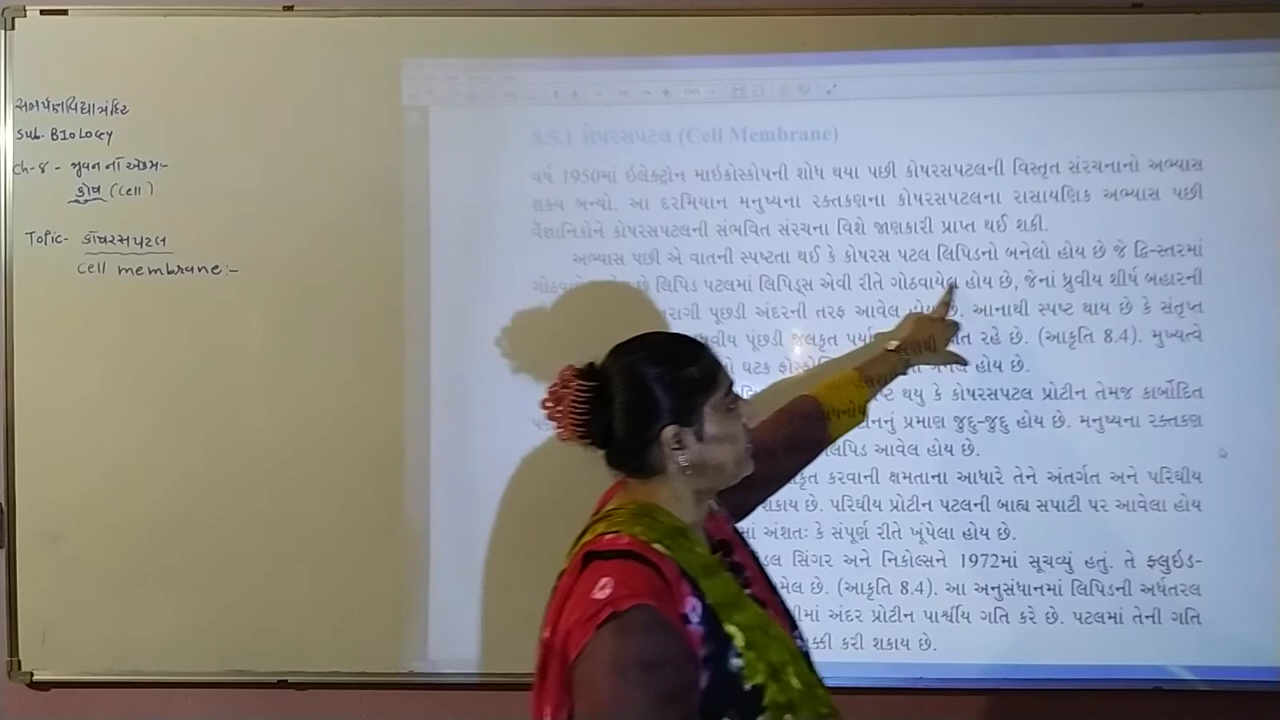 સમર્પણ વિદ્યામંદિર
Sub. BIOLOGY
Ch-8 - જીવનનો એકમ:-
કોષ (Cell)
Topic- કોષરસપટલ
Cell membrane:-
8.5.1 કોષરસપટલ (Cell Membrane)
વર્ષ 1950માં ઈલેક્ટ્રોન માઇક્રોસ્કોપની શોધ થયા પછી કોષરસપટલની વિસ્તૃત સંરચનાનો અભ્યાસ
શક્ય બન્યો. આ દરમિયાન મનુષ્યના રક્તકણના કોષરસપટલના રાસાયણિક અભ્યાસ પછી
વૈજ્ઞાનિકોને કોષરસપટલની સંભવિત સંરચના વિશે જાણકારી પ્રાપ્ત થઈ શકી.
અભ્યાસ પછી એ વાતની સ્પષ્ટતા થઈ કે કોષરસ પટલ લિપિડનો બનેલો હોય છે જે દ્વિ-સ્તરમાં
છે લિપિડ પટલમાં લિપિડ્સ એવી રીતે ગોઠવાયેલ હોય છે, જેનાં ધ્રુવીય શીર્ષ બહારની
પૂછડી અંદરની તરફ આવેલ હોય છે. આનાથી સ્પષ્ટ થાય છે કે સંતૃપ્ત
પૂંછડી જલકૃત રહે છે. (આકૃતિ 8.4). મુખ્યત્વે
ઘટક હોય છે.
થયુ કે કોષરસપટલ પ્રોટીન તેમજ કાર્બોદિત
પ્રમાણ જુદુ-જુદુ હોય છે. મનુષ્યના રક્તકણ
લિપિડ આવેલ હોય છે.
કરવાની ક્ષમતાના આધારે તેને અંતર્ગત અને પરિઘીય
છે. પરિઘીય પ્રોટીન પટલની બાહ્ય સપાટી પર આવેલા હોય
અંશતઃ કે સંપૂર્ણ રીતે ખૂંપેલા હોય છે.
સિંગર અને નિકોલ્સને 1972માં સૂચવ્યું હતું. તે ફ્લુઇડ-
છે. (આકૃતિ 8.4). આ અનુસંધાનમાં લિપિડની અર્ધતરલ
અંદર પ્રોટીન પાર્શ્વીય ગતિ કરે છે. પટલમાં તેની ગતિ
કરી શકાય છે.